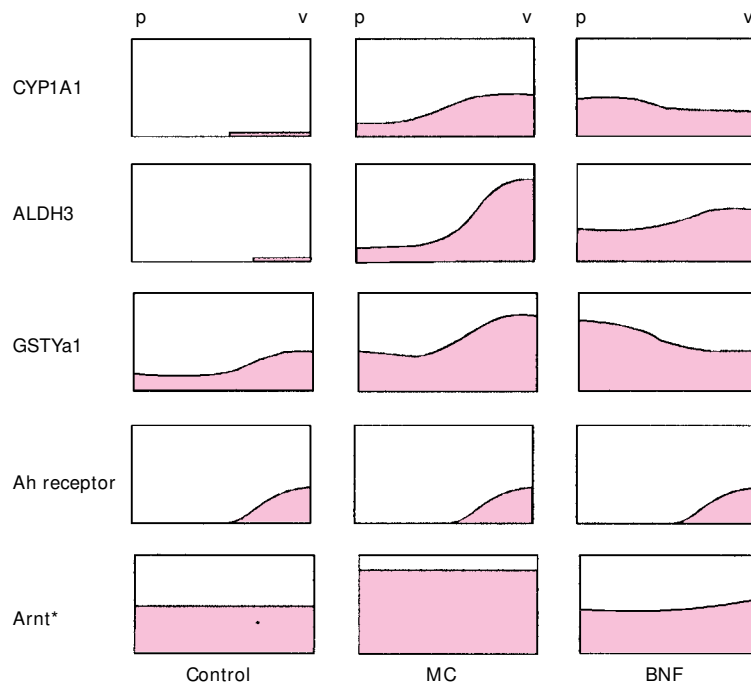 p v p v p v
CYP1A1
ALDH3
GSTYa1
Ah receptor
Arnt*
Control MC BNF